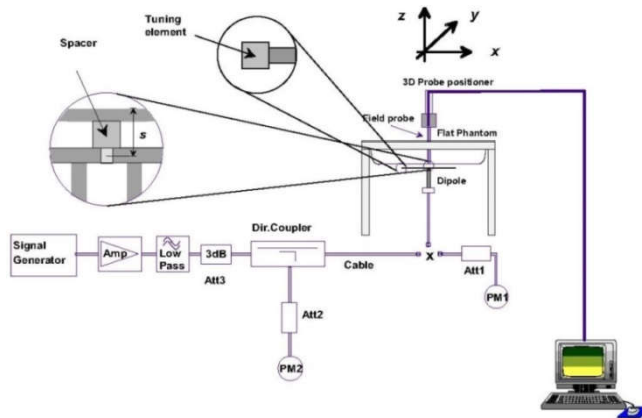 Tuning
element
Spacer
s
z
y
x
3D Probe positioner
Field probe
Flat Phantom
Dipole
Signal
Generator
Amp
Low
Pass
3dB
Att3
Dir.Coupler
Cable
x
Att1
PM1
Att2
PM2